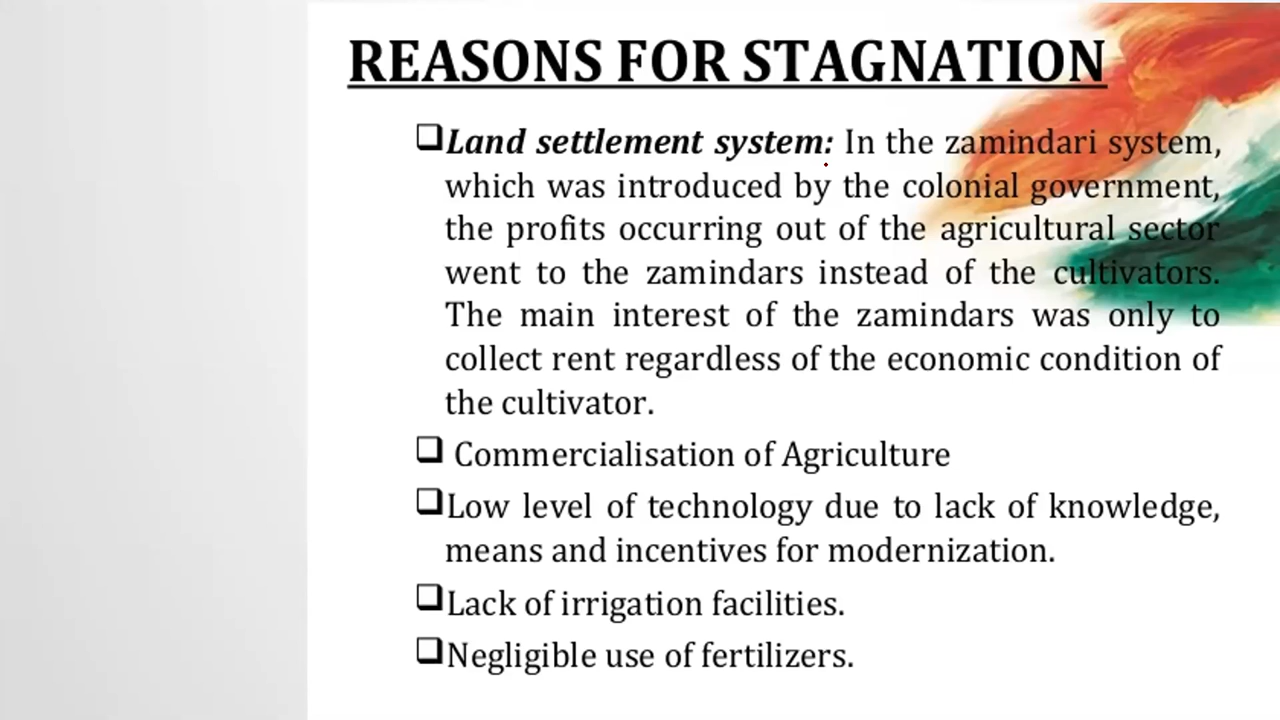 REASONS FOR STAGNATION
Land settlement system: In the zamindari system,
which was introduced by the colonial government,
the profits occurring out of the agricultural sector
went to the zamindars instead of the cultivators.
The main interest of the zamindars was only to
collect rent regardless of the economic condition of
the cultivator.
Commercialisation of Agriculture
Low level of technology due to lack of knowledge,
means and incentives for modernization.
Lack of irrigation facilities.
Negligible use of fertilizers.